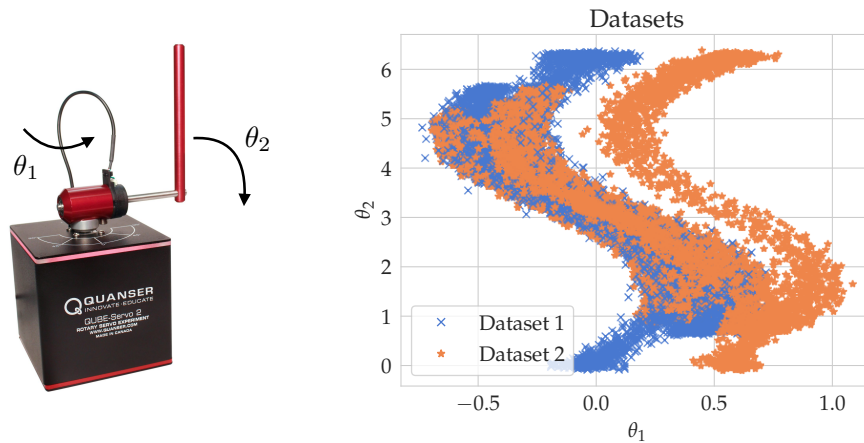 θ₁
θ₂
QUANSER
INNOVATE·EDUCATE
QUBE-Servo 2
ROTARY SERVO EXPERIMENT
WWW.QUANSER.COM
MADE IN CANADA
Datasets
θ₂
6
5
4
3
2
1
0
Dataset 1
Dataset 2
−0.5
0.0
0.5
1.0
θ₁